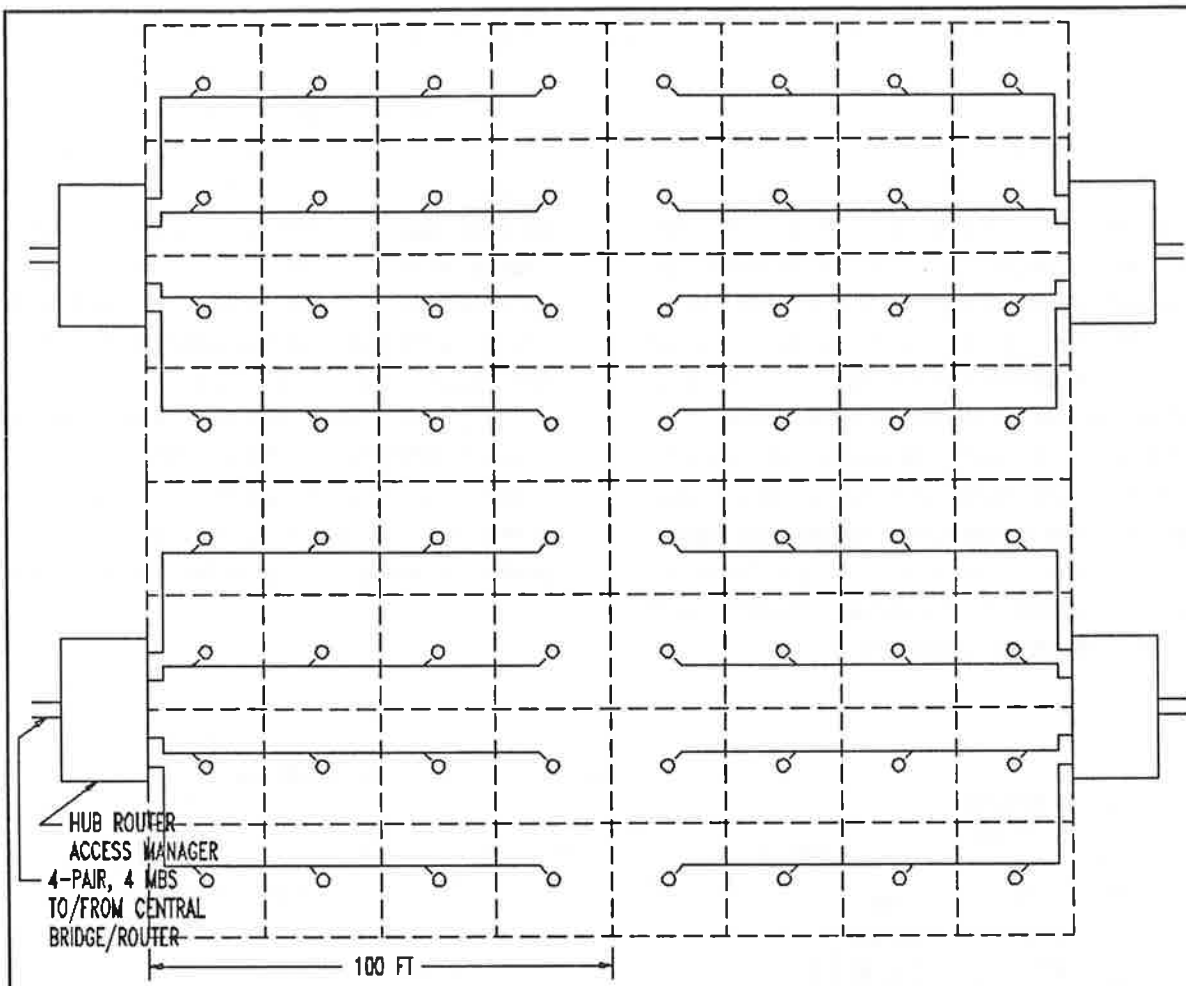 HUB ROUTER
ACCESS MANAGER
4-PAIR, 4 MBS
TO/FROM CENTRAL
BRIDGE/ROUTER
100 FT